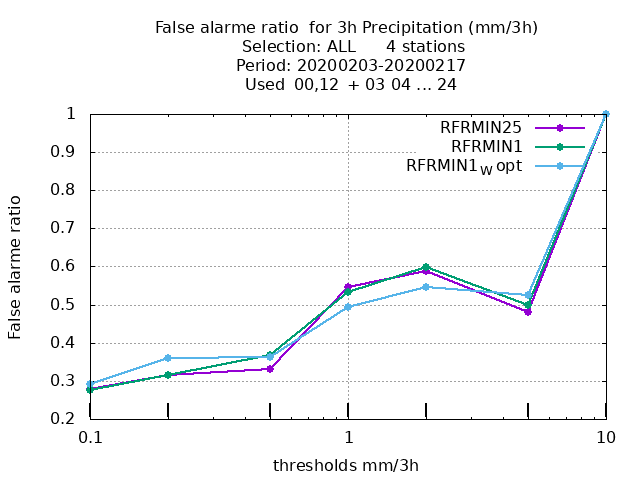 False alarme ratio  for 3h Precipitation (mm/3h)
Selection: ALL      4 stations
Period: 20200203-20200217
Used  00,12  + 03 04 ... 24
RFRMIN25
RFRMIN1
RFRMIN1W opt
1
0.9
0.8
0.7
0.6
0.5
0.4
0.3
0.2
False alarme ratio
0.1
1
10
thresholds mm/3h